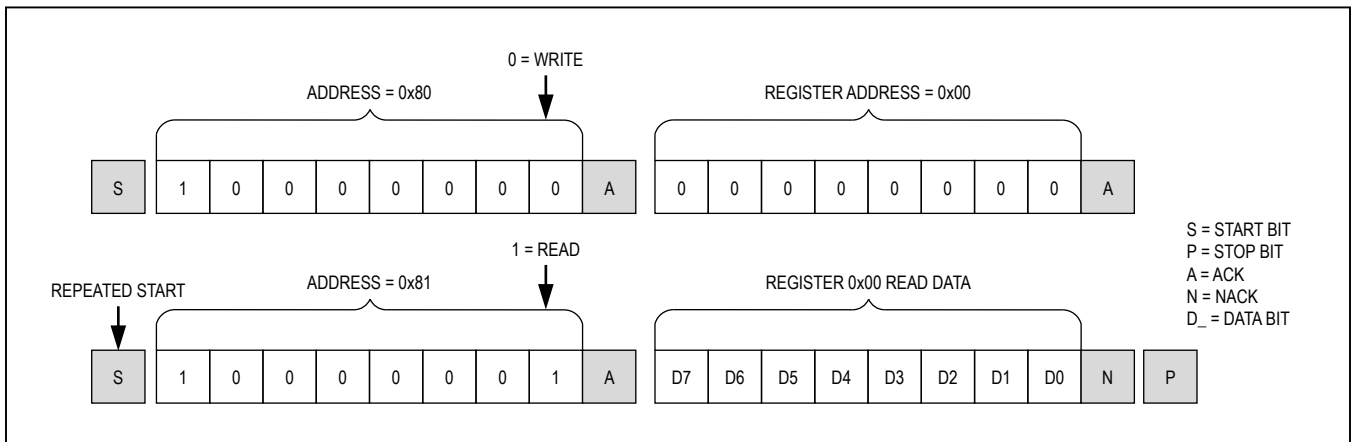 0 = WRITE
ADDRESS = 0x80 REGISTER ADDRESS = 0x00
S 1 0 0 0 0 0 0 0 A 0 0 0 0 0 0 0 0 A
S = START BIT
P = STOP BIT
A = ACK
N = NACK
D_ = DATA BIT
1 = READ
REPEATED START ADDRESS = 0x81 REGISTER 0x00 READ DATA
S 1 0 0 0 0 0 0 1 A D7 D6 D5 D4 D3 D2 D1 D0 N P